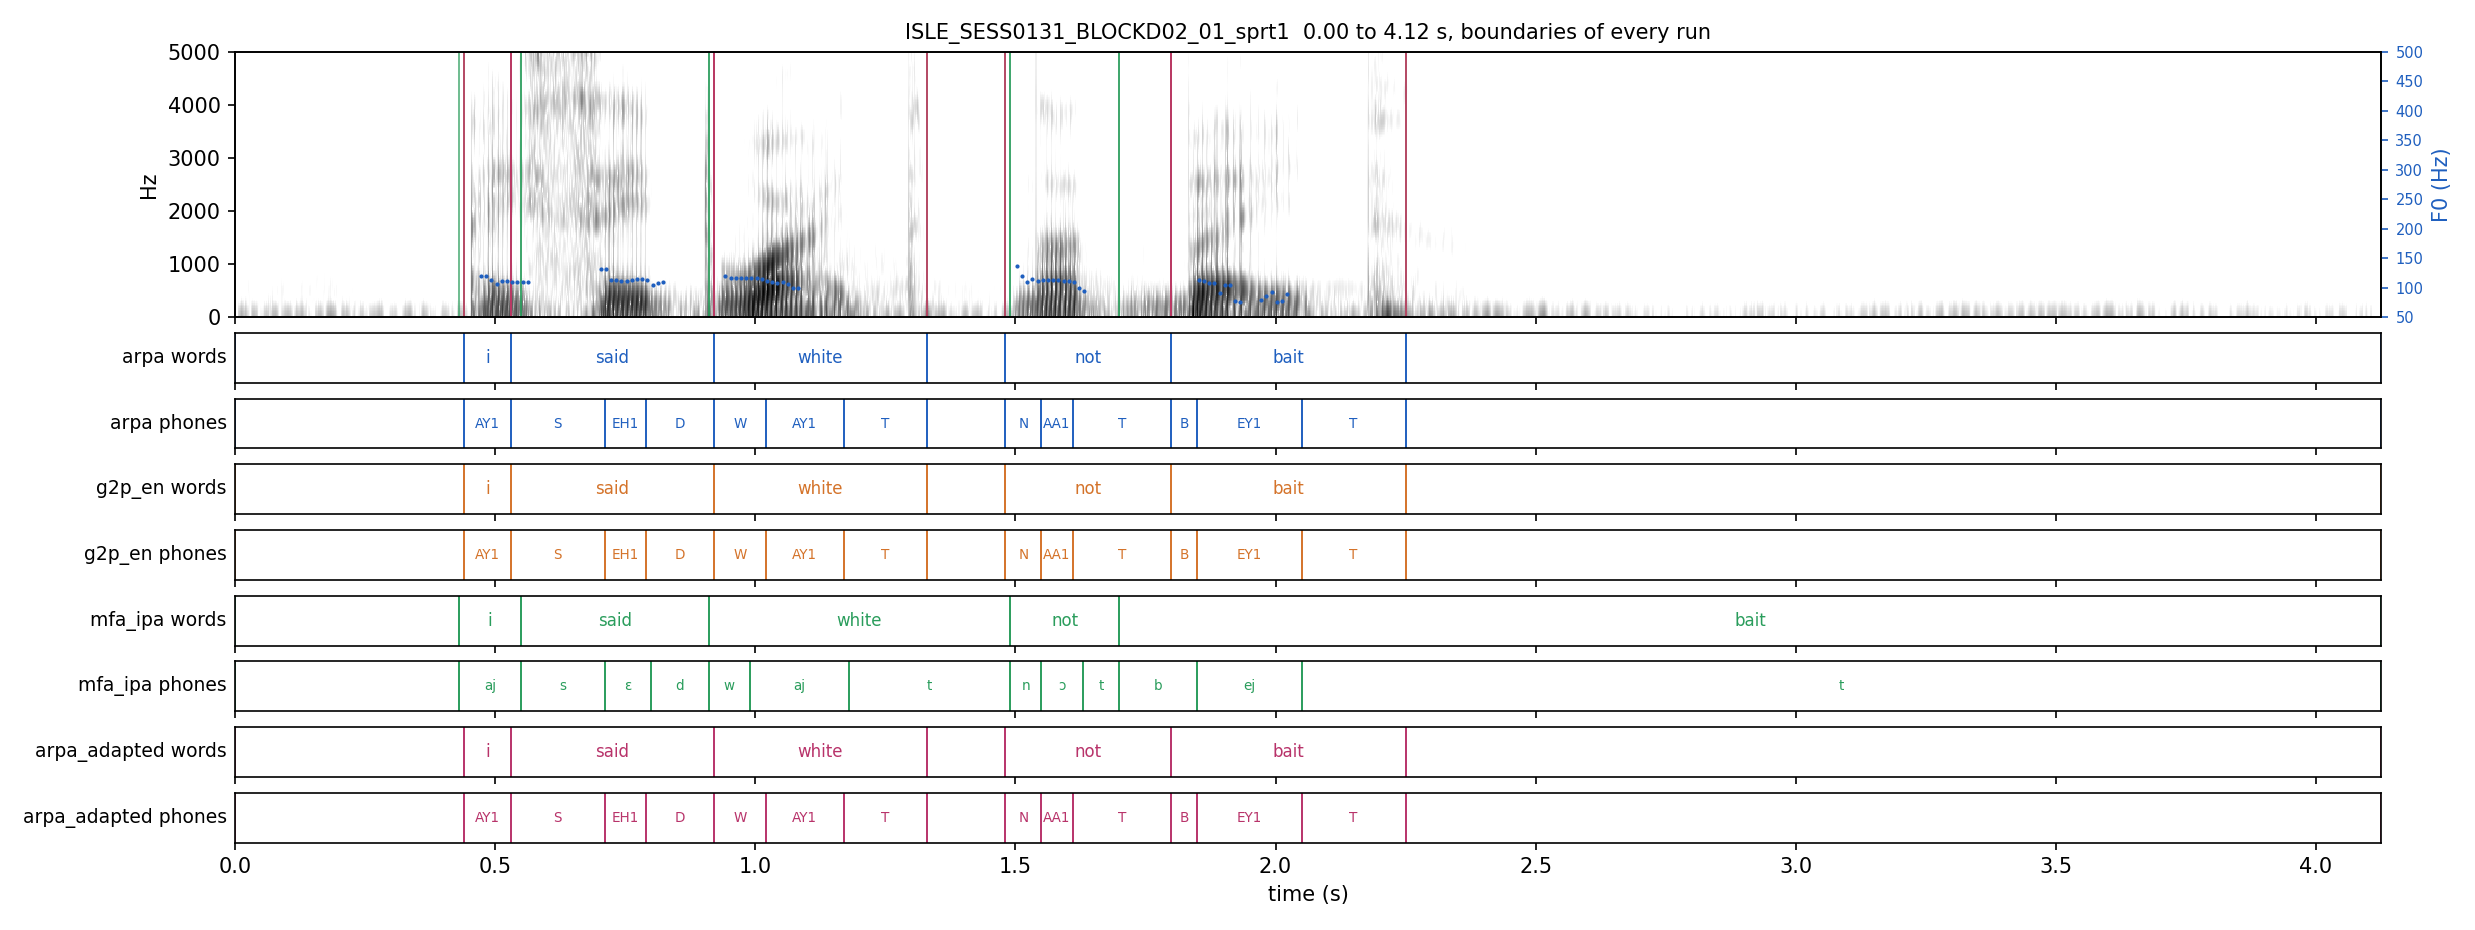 ISLE_SESS0131_BLOCKD02_01_sprt1  0.00 to 4.12 s, boundaries of every run
5000 4000 3000 2000 1000 0
Hz
500 450 400 350 300 250 200 150 100 50
F0 (Hz)
arpa words i said white not bait
arpa phones AY1 S EH1 D W AY1 T N AA1 T B EY1 T
g2p_en words i said white not bait
g2p_en phones AY1 S EH1 D W AY1 T N AA1 T B EY1 T
mfa_ipa words i said white not bait
mfa_ipa phones aj s ɛ d w aj t n ɔ t b ej t
arpa_adapted words i said white not bait
arpa_adapted phones AY1 S EH1 D W AY1 T N AA1 T B EY1 T
0.0 0.5 1.0 1.5 2.0 2.5 3.0 3.5 4.0
time (s)